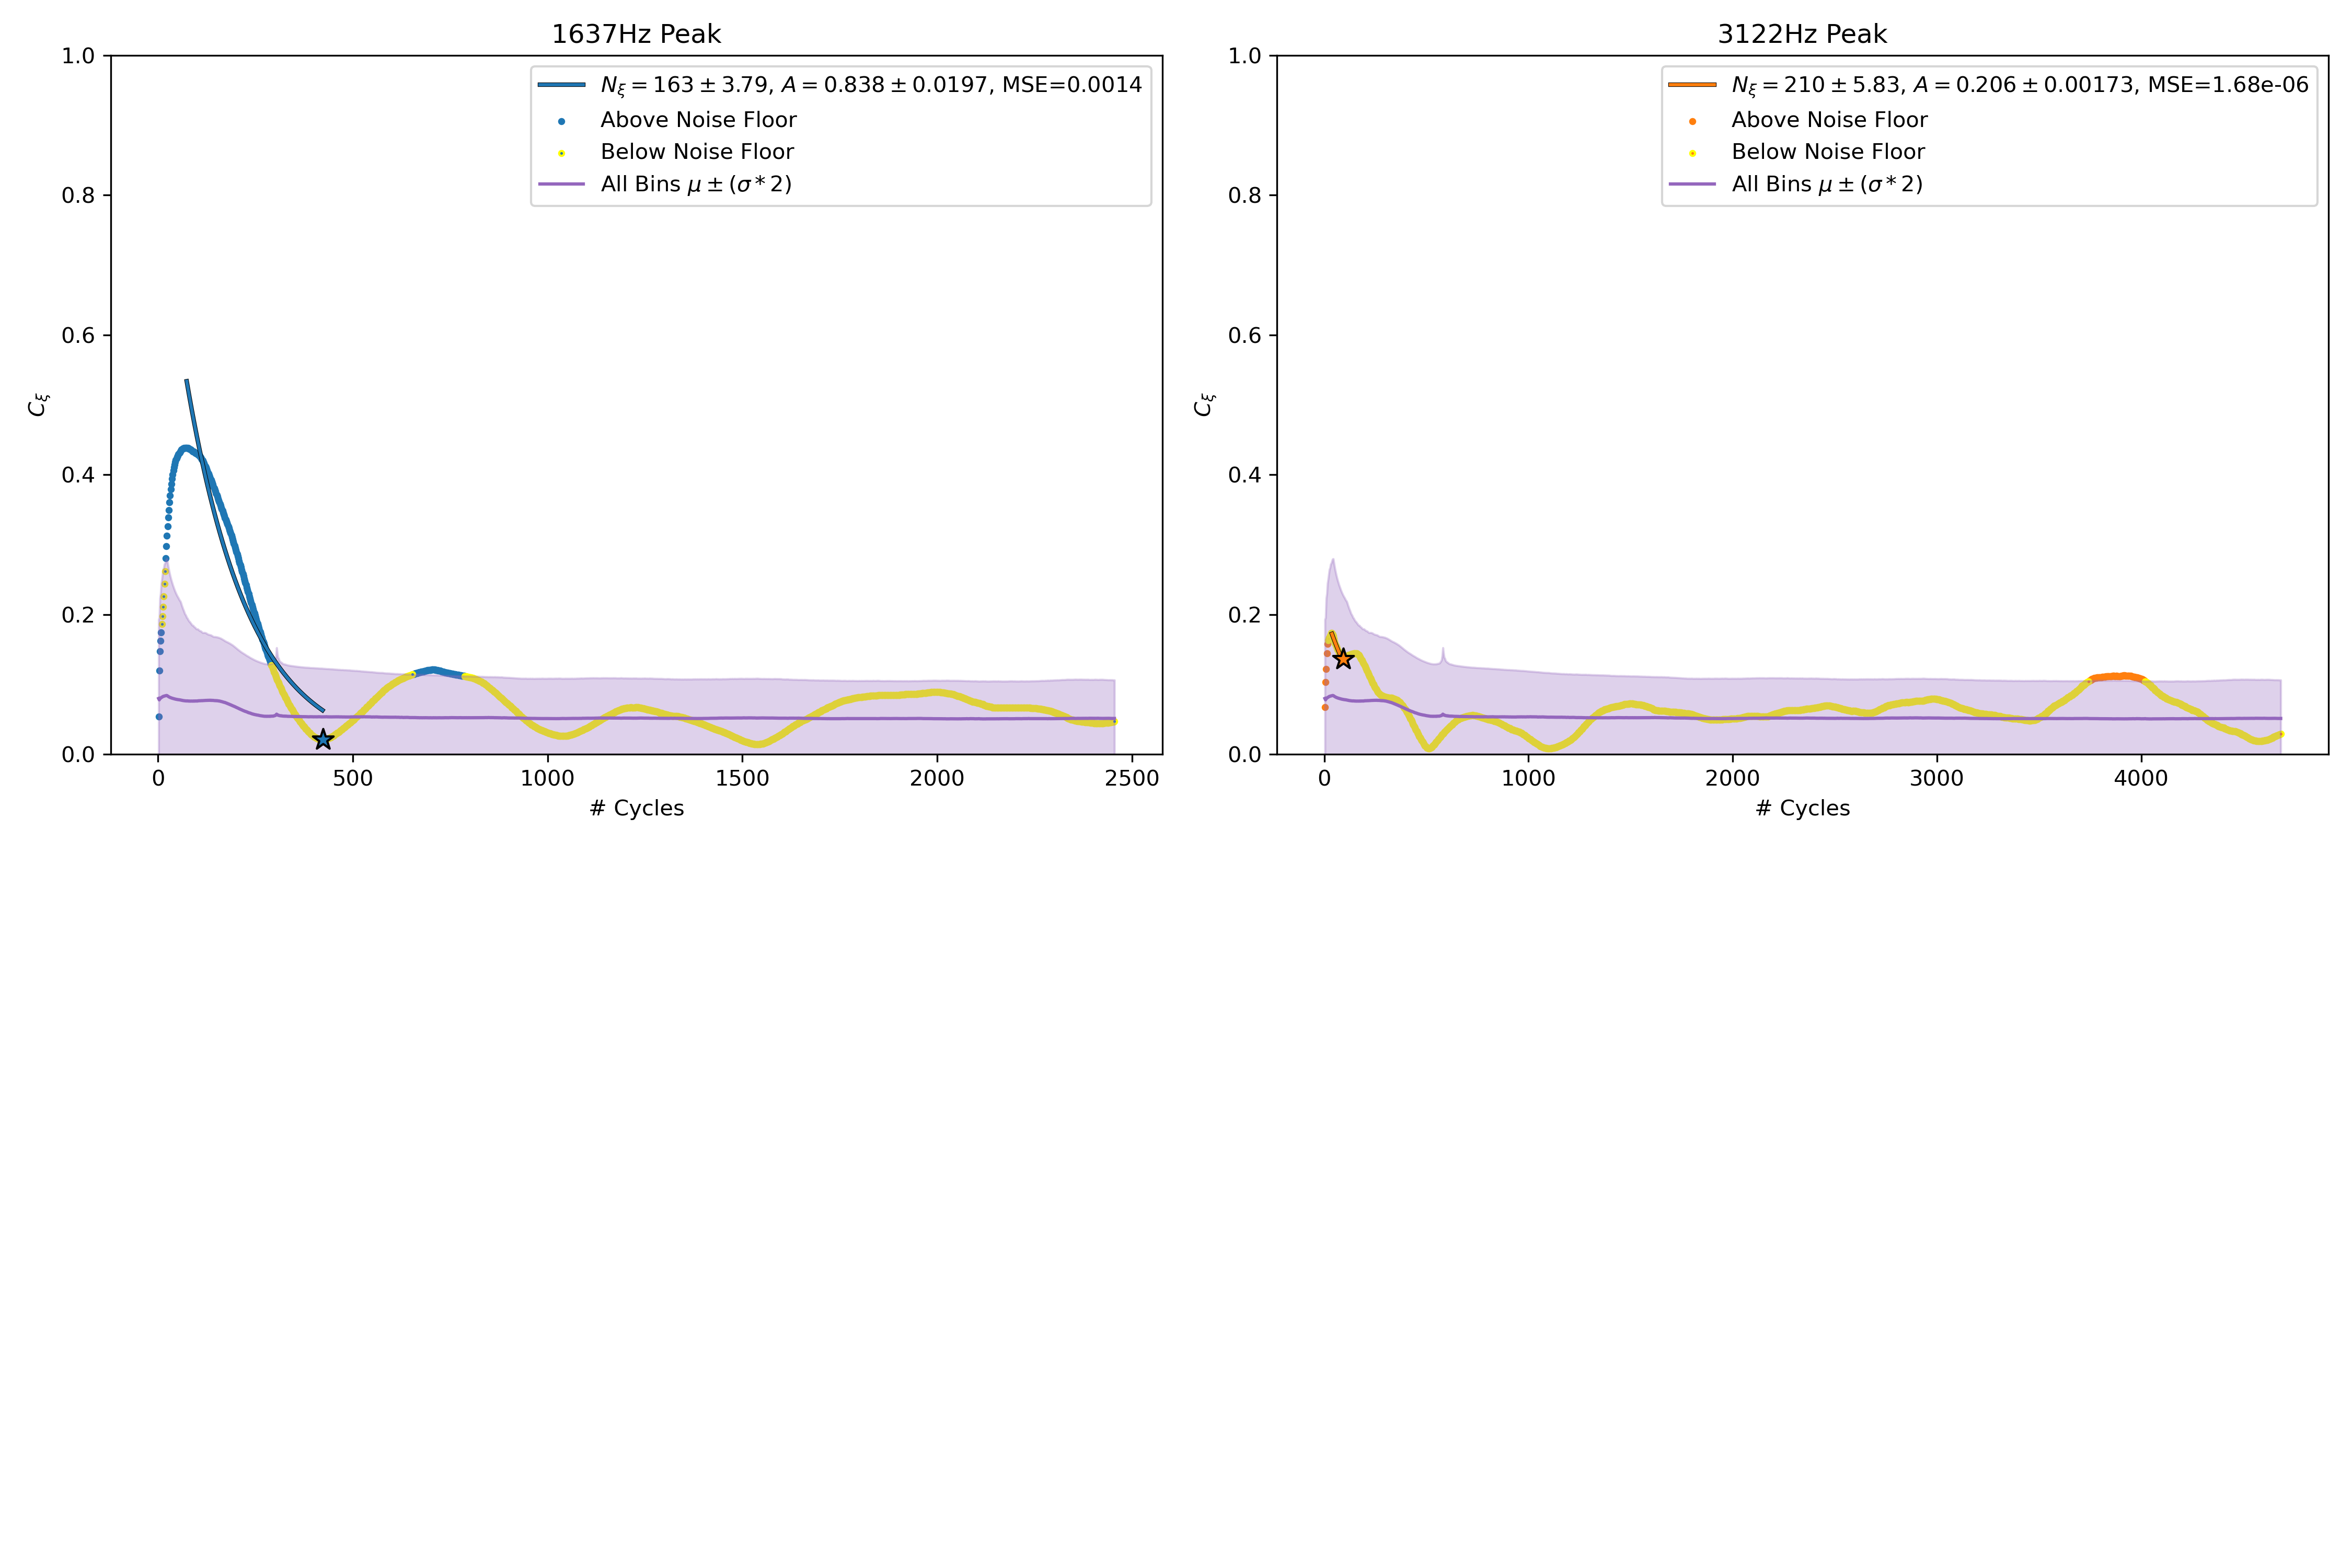 1637Hz Peak
1.0
0.8
0.6
0.4
0.2
0.0
C_ξ
N_ξ = 163 ± 3.79, A = 0.838 ± 0.0197, MSE=0.0014
Above Noise Floor
Below Noise Floor
All Bins μ ± (σ * 2)
0 500 1000 1500 2000 2500
# Cycles
3122Hz Peak
1.0
0.8
0.6
0.4
0.2
0.0
C_ξ
N_ξ = 210 ± 5.83, A = 0.206 ± 0.00173, MSE=1.68e-06
Above Noise Floor
Below Noise Floor
All Bins μ ± (σ * 2)
0 1000 2000 3000 4000
# Cycles